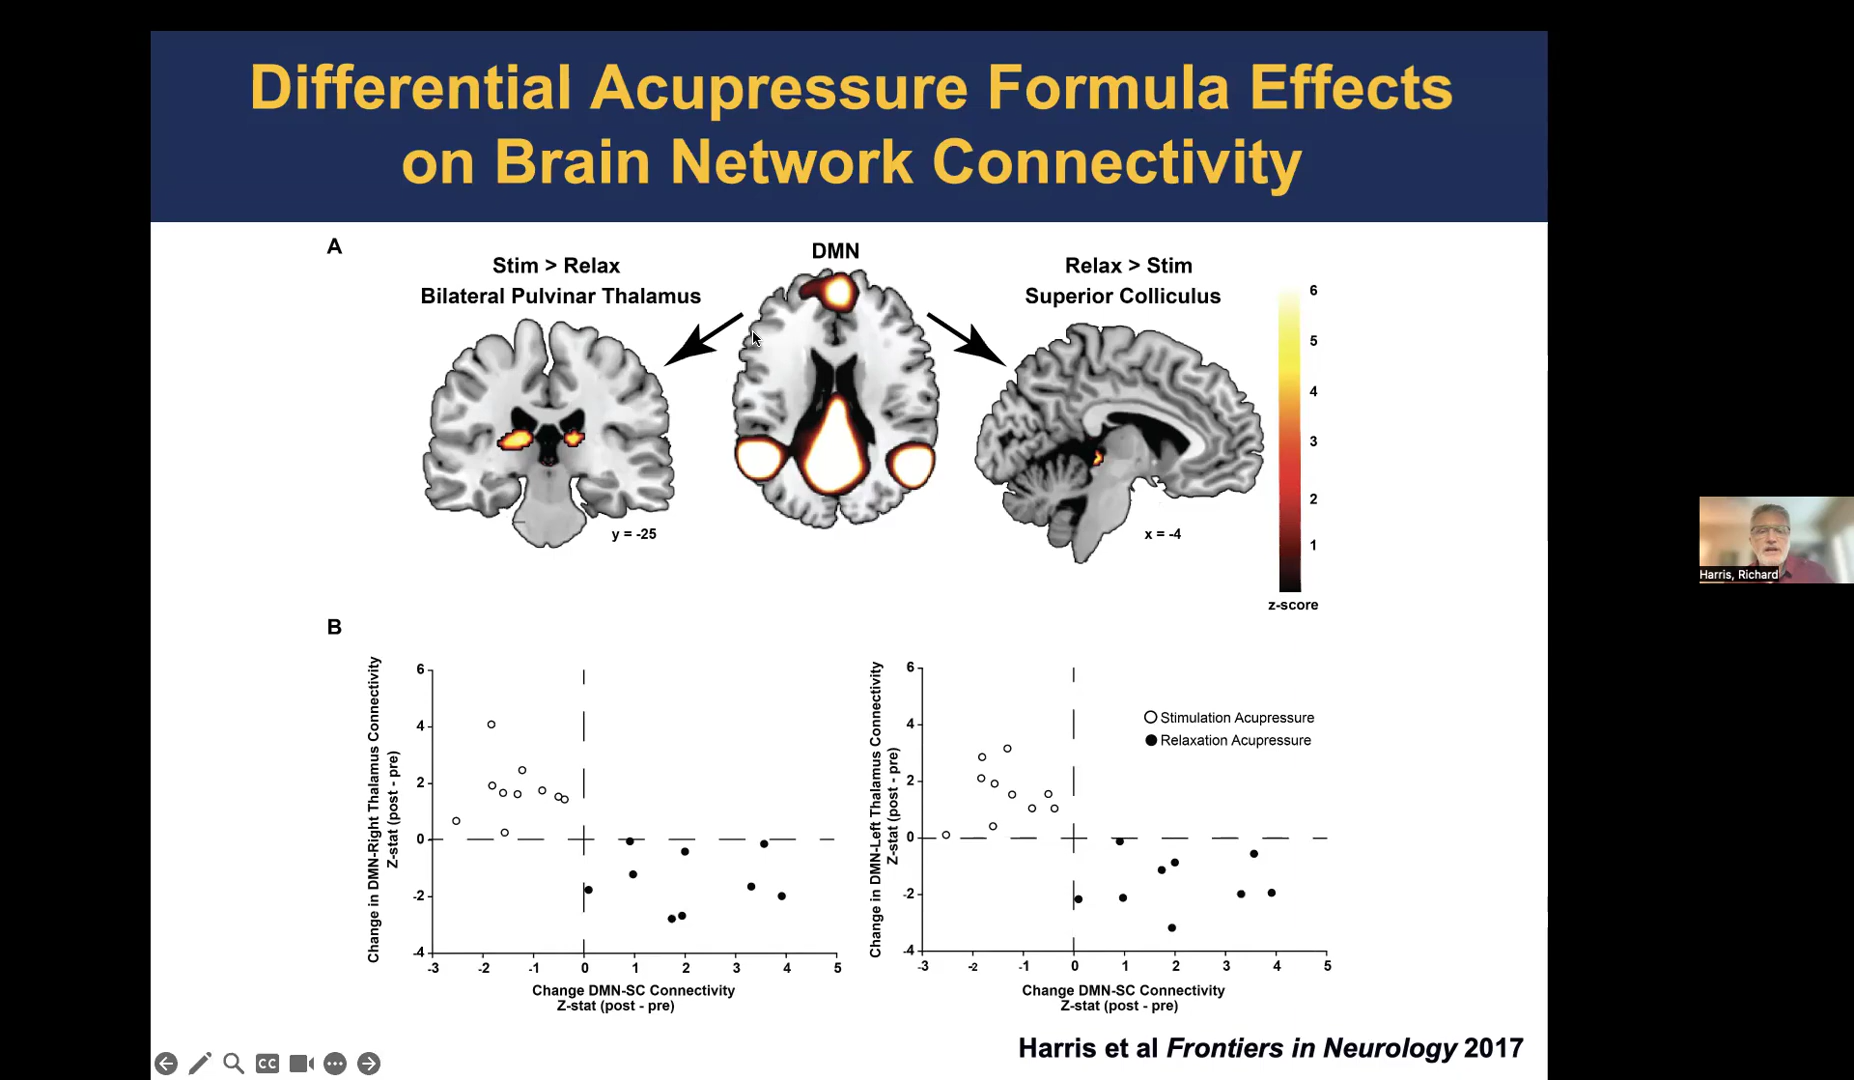 Differential Acupressure Formula Effects
on Brain Network Connectivity
A
Stim > Relax
Bilateral Pulvinar Thalamus
DMN
Relax > Stim
Superior Colliculus
y = -25
x = -4
6
5
4
3
2
1
z-score
Harris, Richard
B
Change in DMN-Right Thalamus Connectivity
Z-stat (post - pre)
6
4
2
0
-2
-4
-3 -2 -1 0 1 2 3 4 5
Change DMN-SC Connectivity
Z-stat (post - pre)
Change in DMN-Left Thalamus Connectivity
Z-stat (post - pre)
6
4
2
0
-2
-4
-3 -2 -1 0 1 2 3 4 5
Change DMN-SC Connectivity
Z-stat (post - pre)
Stimulation Acupressure
Relaxation Acupressure
Harris et al Frontiers in Neurology 2017
CC